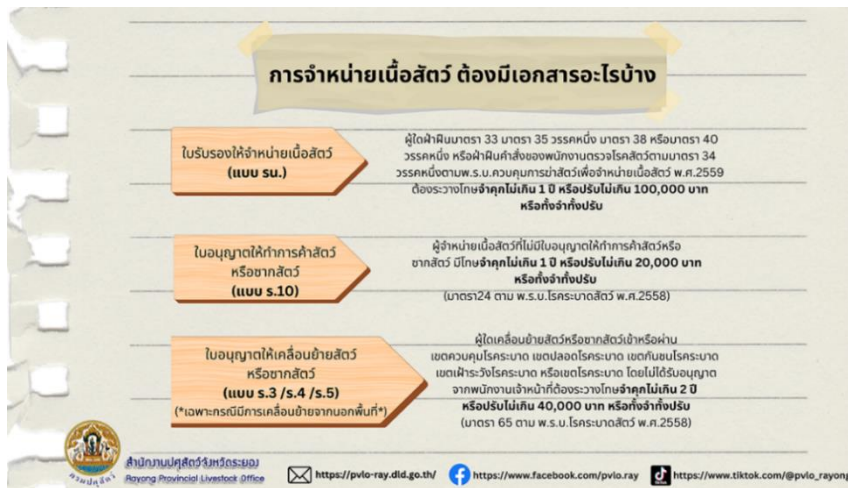 การจำหน่ายเนื้อสัตว์ ต้องมีเอกสารอะไรบ้าง
ใบรับรองให้จำหน่ายเนื้อสัตว์
(แบบ รน.)
ผู้ใดฝ่าฝืนมาตรา 33 มาตรา 35 วรรคหนึ่ง มาตรา 38 หรือมาตรา 40
วรรคหนึ่ง หรือฝ่าฝืนคำสั่งของพนักงานตรวจโรคสัตว์ตามมาตรา 34
วรรคหนึ่งตามพ.ร.บ.ควบคุมการฆ่าสัตว์เพื่อจำหน่ายเนื้อสัตว์ พ.ศ.2559
ต้องระวางโทษจำคุกไม่เกิน 1 ปี หรือปรับไม่เกิน 100,000 บาท
หรือทั้งจำทั้งปรับ
ใบอนุญาตให้ทำการค้าสัตว์
หรือซากสัตว์
(แบบ ร.10)
ผู้จำหน่ายเนื้อสัตว์ที่ไม่มีใบอนุญาตให้ทำการค้าสัตว์หรือ
ซากสัตว์ มีโทษจำคุกไม่เกิน 1 ปี หรือปรับไม่เกิน 20,000 บาท
หรือทั้งจำทั้งปรับ
(มาตรา24 ตาม พ.ร.บ.โรคระบาดสัตว์ พ.ศ.2558)
ใบอนุญาตให้เคลื่อนย้ายสัตว์
หรือซากสัตว์
(แบบ ร.3 /ร.4 /ร.5)
(*เฉพาะกรณีมีการเคลื่อนย้ายจากนอกพื้นที่*)
ผู้ใดเคลื่อนย้ายสัตว์หรือซากสัตว์เข้าหรือผ่าน
เขตควบคุมโรคระบาด เขตปลอดโรคระบาด เขตกันชนโรคระบาด
เขตเฝ้าระวังโรคระบาด หรือเขตโรคระบาด โดยไม่ได้รับอนุญาต
จากพนักงานเจ้าหน้าที่ต้องระวางโทษจำคุกไม่เกิน 2 ปี
หรือปรับไม่เกิน 40,000 บาท หรือทั้งจำทั้งปรับ
(มาตรา 65 ตาม พ.ร.บ.โรคระบาดสัตว์ พ.ศ.2558)
กรมปศุสัตว์
สำนักงานปศุสัตว์จังหวัดระยอง
Rayong Provincial Livestock Office
https://pvlo-ray.dld.go.th/
https://www.facebook.com/pvlo.ray
https://www.tiktok.com/@pvlo_rayong